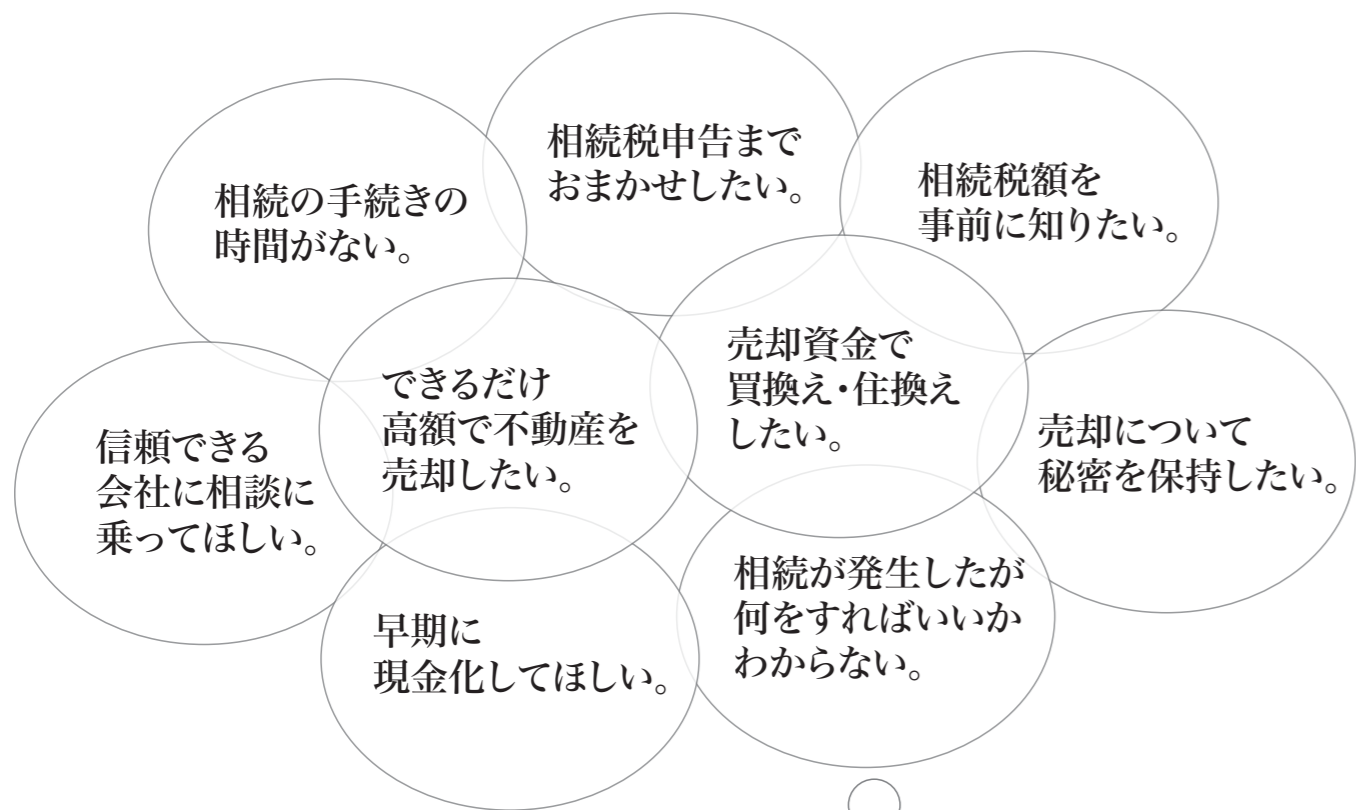 相続税申告まで
おまかせしたい。
相続の手続きの
時間がない。
相続税額を
事前に知りたい。
売却資金で
買換え・住換え
したい。
できるだけ
高額で不動産を
売却したい。
信頼できる
会社に相談に
乗ってほしい。
売却について
秘密を保持したい。
早期に
現金化してほしい。
相続が発生したが
何をすればいいか
わからない。